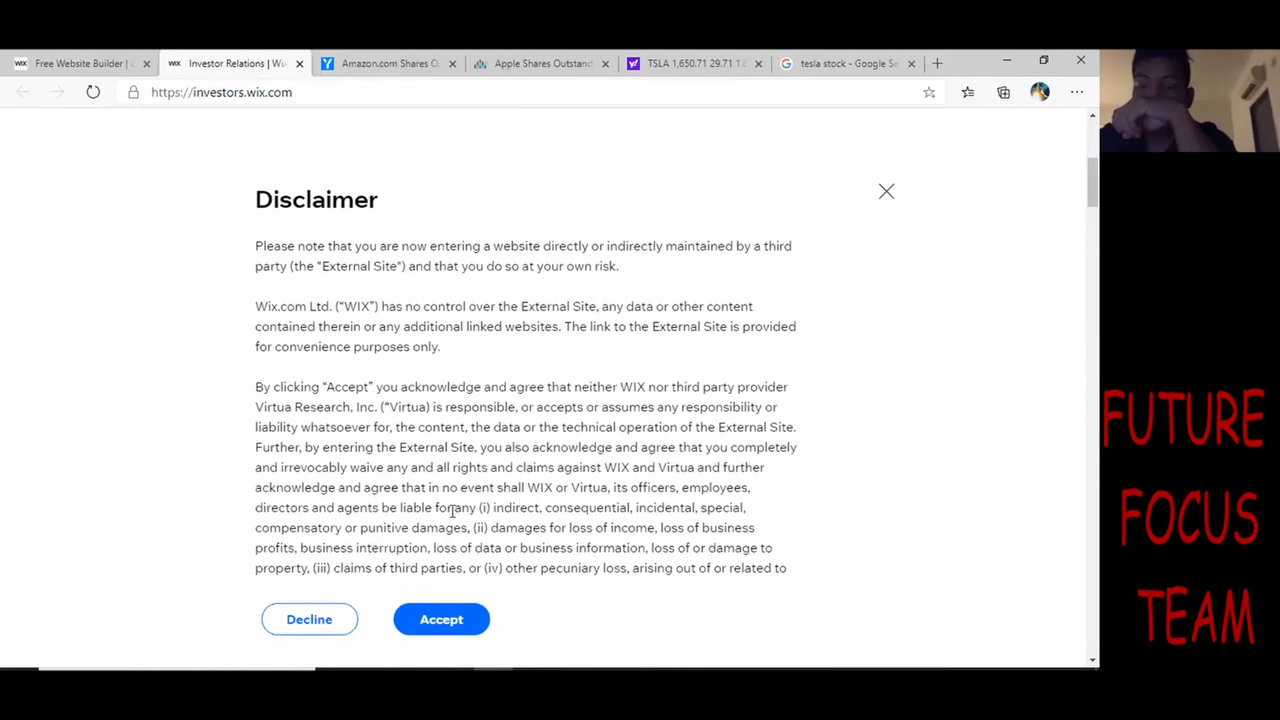 WIX Free Website Builder | (
WIX Investor Relations | Wix
Y Amazon.com Shares O
Apple Shares Outstand
Y! TSLA 1,650.71 29.71 1.8
G tesla stock - Google Se
https://investors.wix.com
Disclaimer
Please note that you are now entering a website directly or indirectly maintained by a third
party (the "External Site") and that you do so at your own risk.
Wix.com Ltd. (“WIX”) has no control over the External Site, any data or other content
contained therein or any additional linked websites. The link to the External Site is provided
for convenience purposes only.
By clicking “Accept” you acknowledge and agree that neither WIX nor third party provider
Virtua Research, Inc. (“Virtua) is responsible, or accepts or assumes any responsibility or
liability whatsoever for, the content, the data or the technical operation of the External Site.
Further, by entering the External Site, you also acknowledge and agree that you completely
and irrevocably waive any and all rights and claims against WIX and Virtua and further
acknowledge and agree that in no event shall WIX or Virtua, its officers, employees,
directors and agents be liable for any (i) indirect, consequential, incidental, special,
compensatory or punitive damages, (ii) damages for loss of income, loss of business
profits, business interruption, loss of data or business information, loss of or damage to
property, (iii) claims of third parties, or (iv) other pecuniary loss, arising out of or related to
Decline
Accept
FUTURE
FOCUS
TEAM